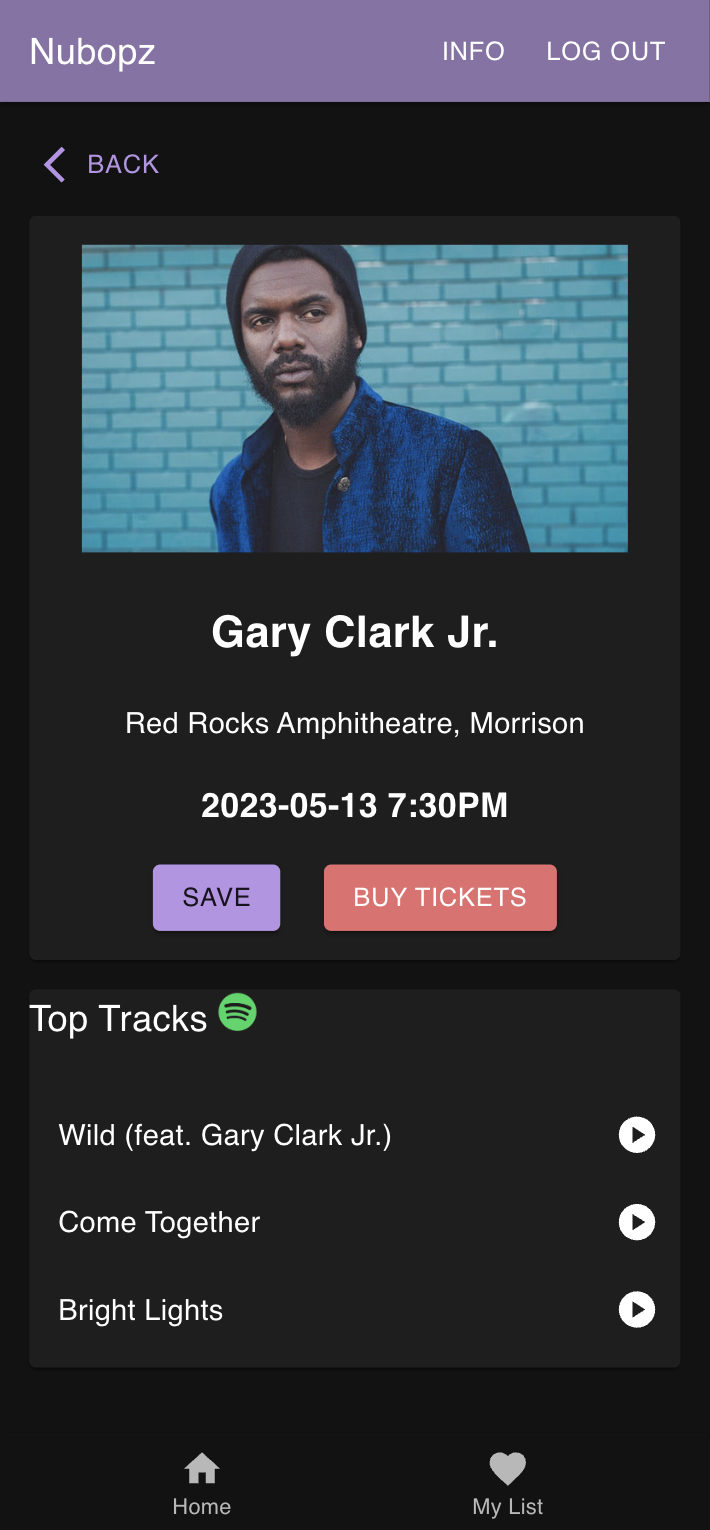 Nubopz INFO LOG OUT
BACK
Gary Clark Jr.
Red Rocks Amphitheatre, Morrison
2023-05-13 7:30PM
SAVE BUY TICKETS
Top Tracks
Wild (feat. Gary Clark Jr.)
Come Together
Bright Lights
Home My List